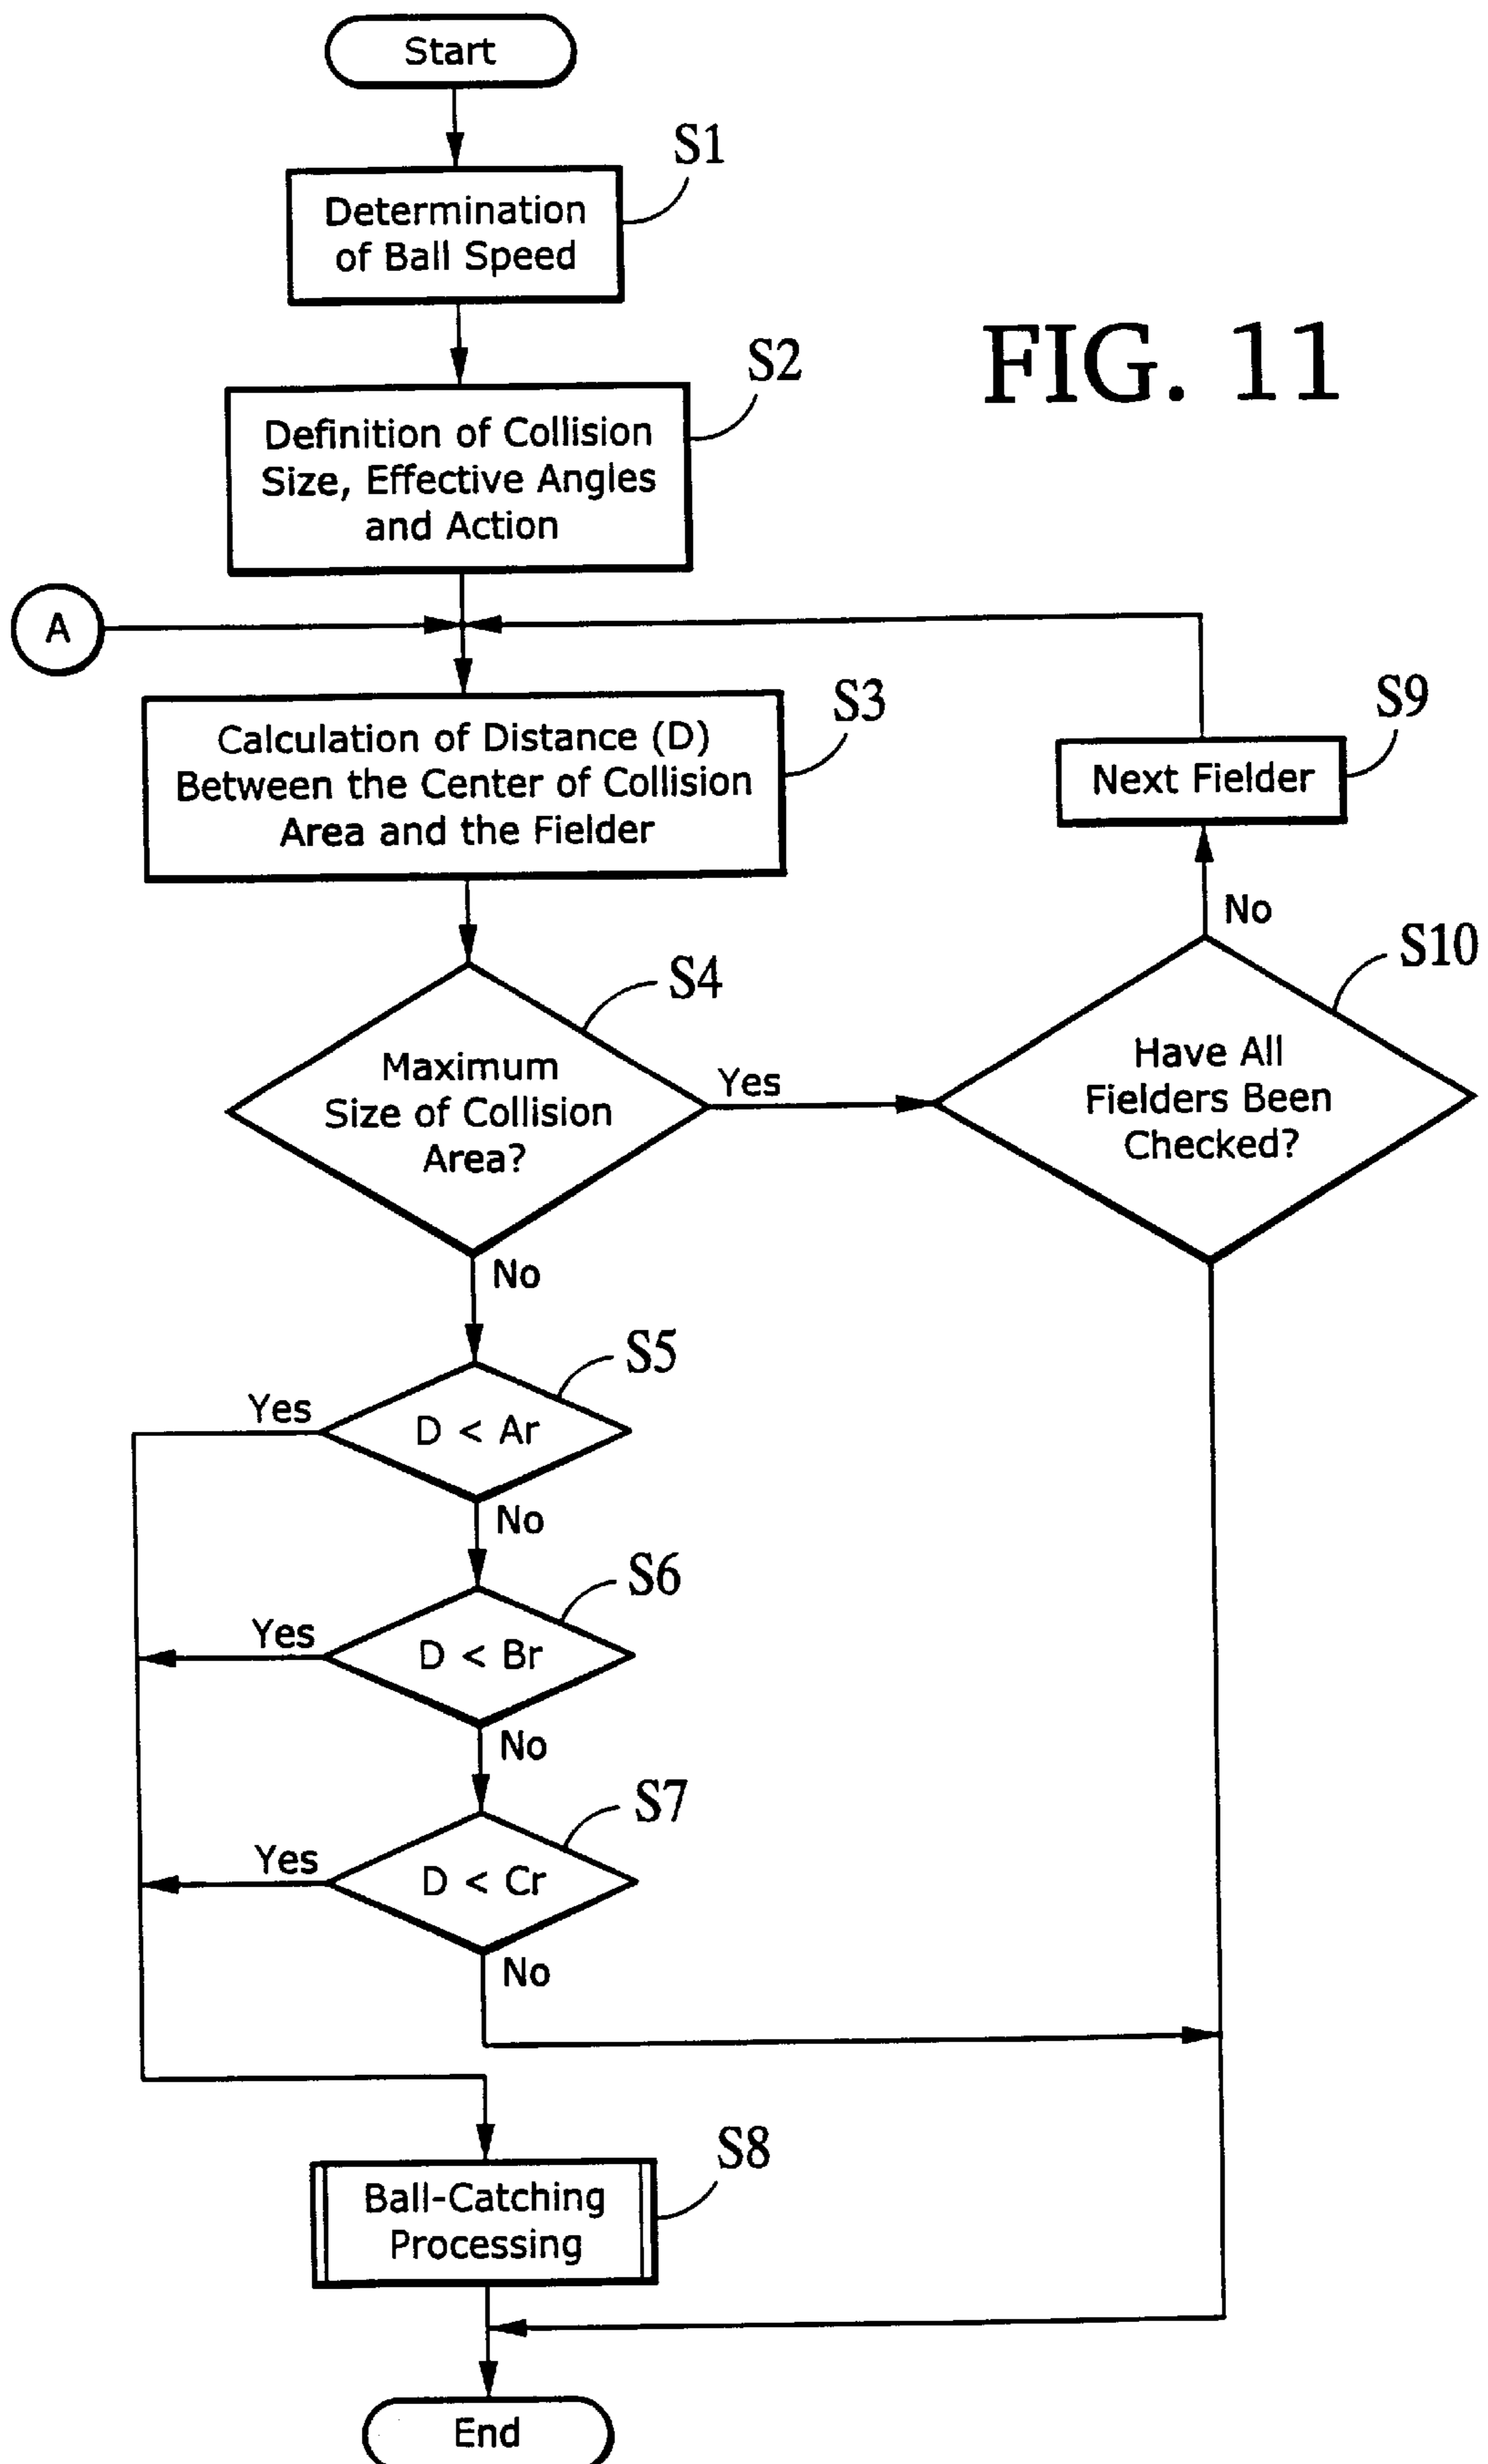 Start
S1
Determination
of Ball Speed
FIG. 11
S2
Definition of Collision
Size, Effective Angles
and Action
A
S3
Calculation of Distance (D)
Between the Center of Collision
Area and the Fielder
S9
Next Fielder
No
S10
S4
Maximum
Size of Collision
Area?
Yes
Have All
Fielders Been
Checked?
No
S5
Yes
D < Ar
No
S6
Yes
D < Br
No
S7
Yes
D < Cr
No
S8
Ball-Catching
Processing
End